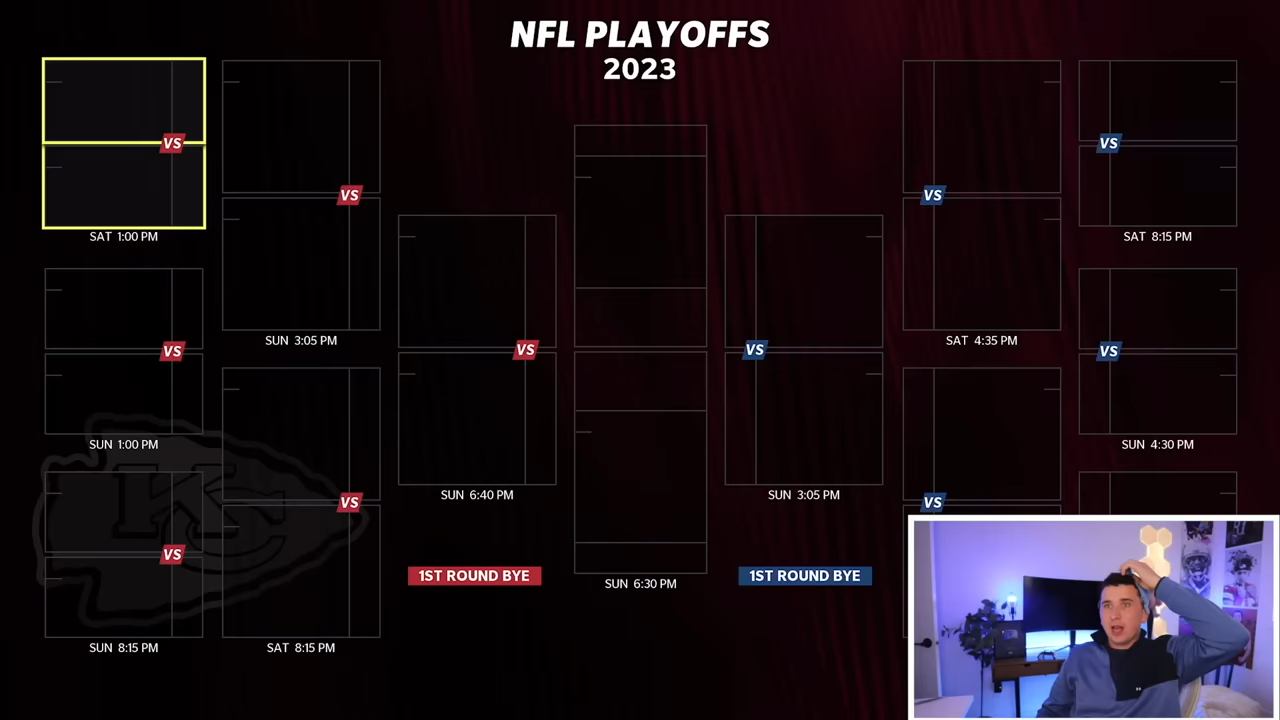 NFL PLAYOFFS
2023
VS
SAT 1:00 PM
VS
SUN 1:00 PM
VS
SUN 8:15 PM
VS
SUN 3:05 PM
VS
SAT 8:15 PM
VS
SUN 6:40 PM
1ST ROUND BYE
SUN 6:30 PM
VS
SUN 3:05 PM
1ST ROUND BYE
VS
SAT 4:35 PM
VS
VS
SAT 8:15 PM
VS
SUN 4:30 PM
KC